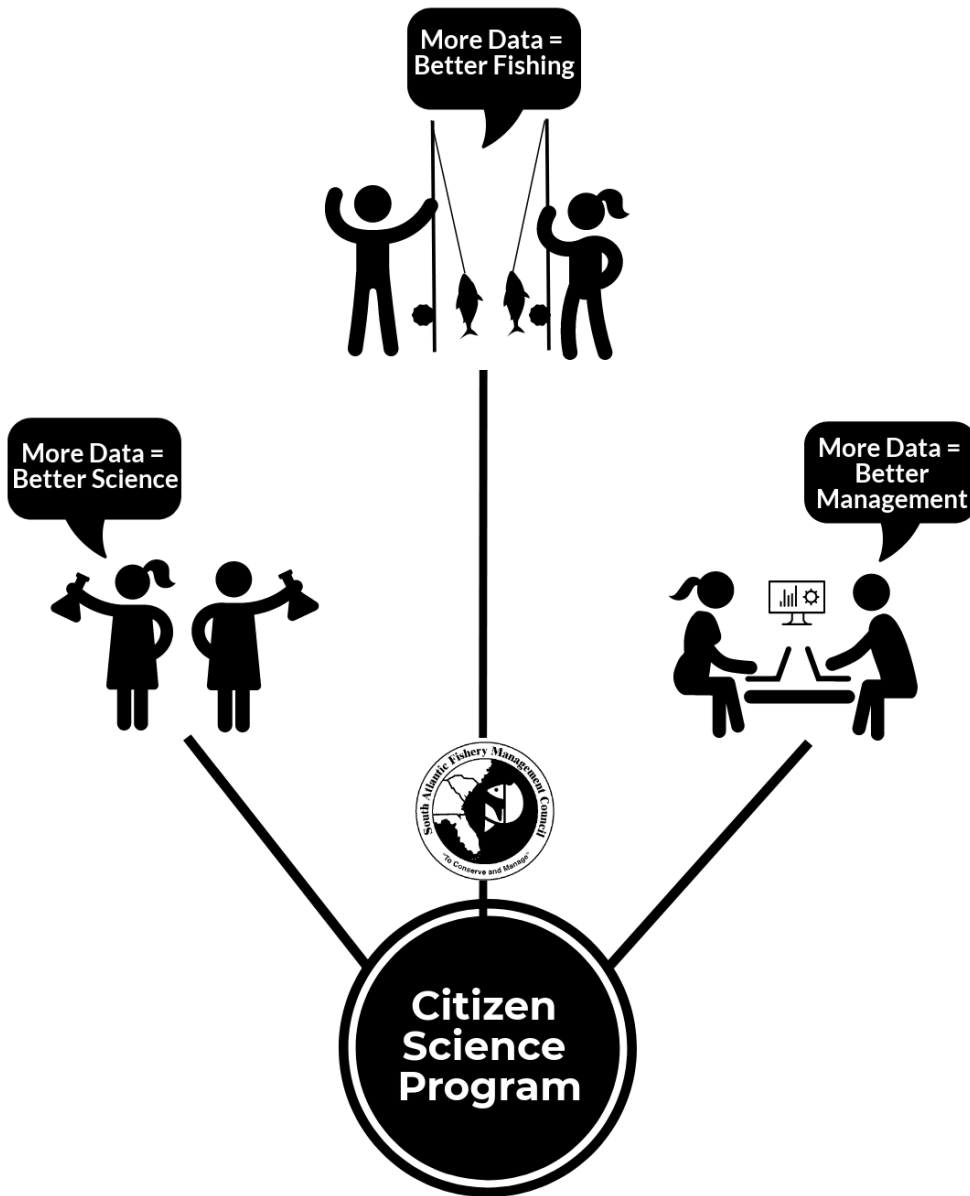 More Data =
Better Fishing
More Data =
Better Science
More Data =
Better
Management
South Atlantic Fishery Management Council
"To Conserve and Manage"
Citizen
Science
Program